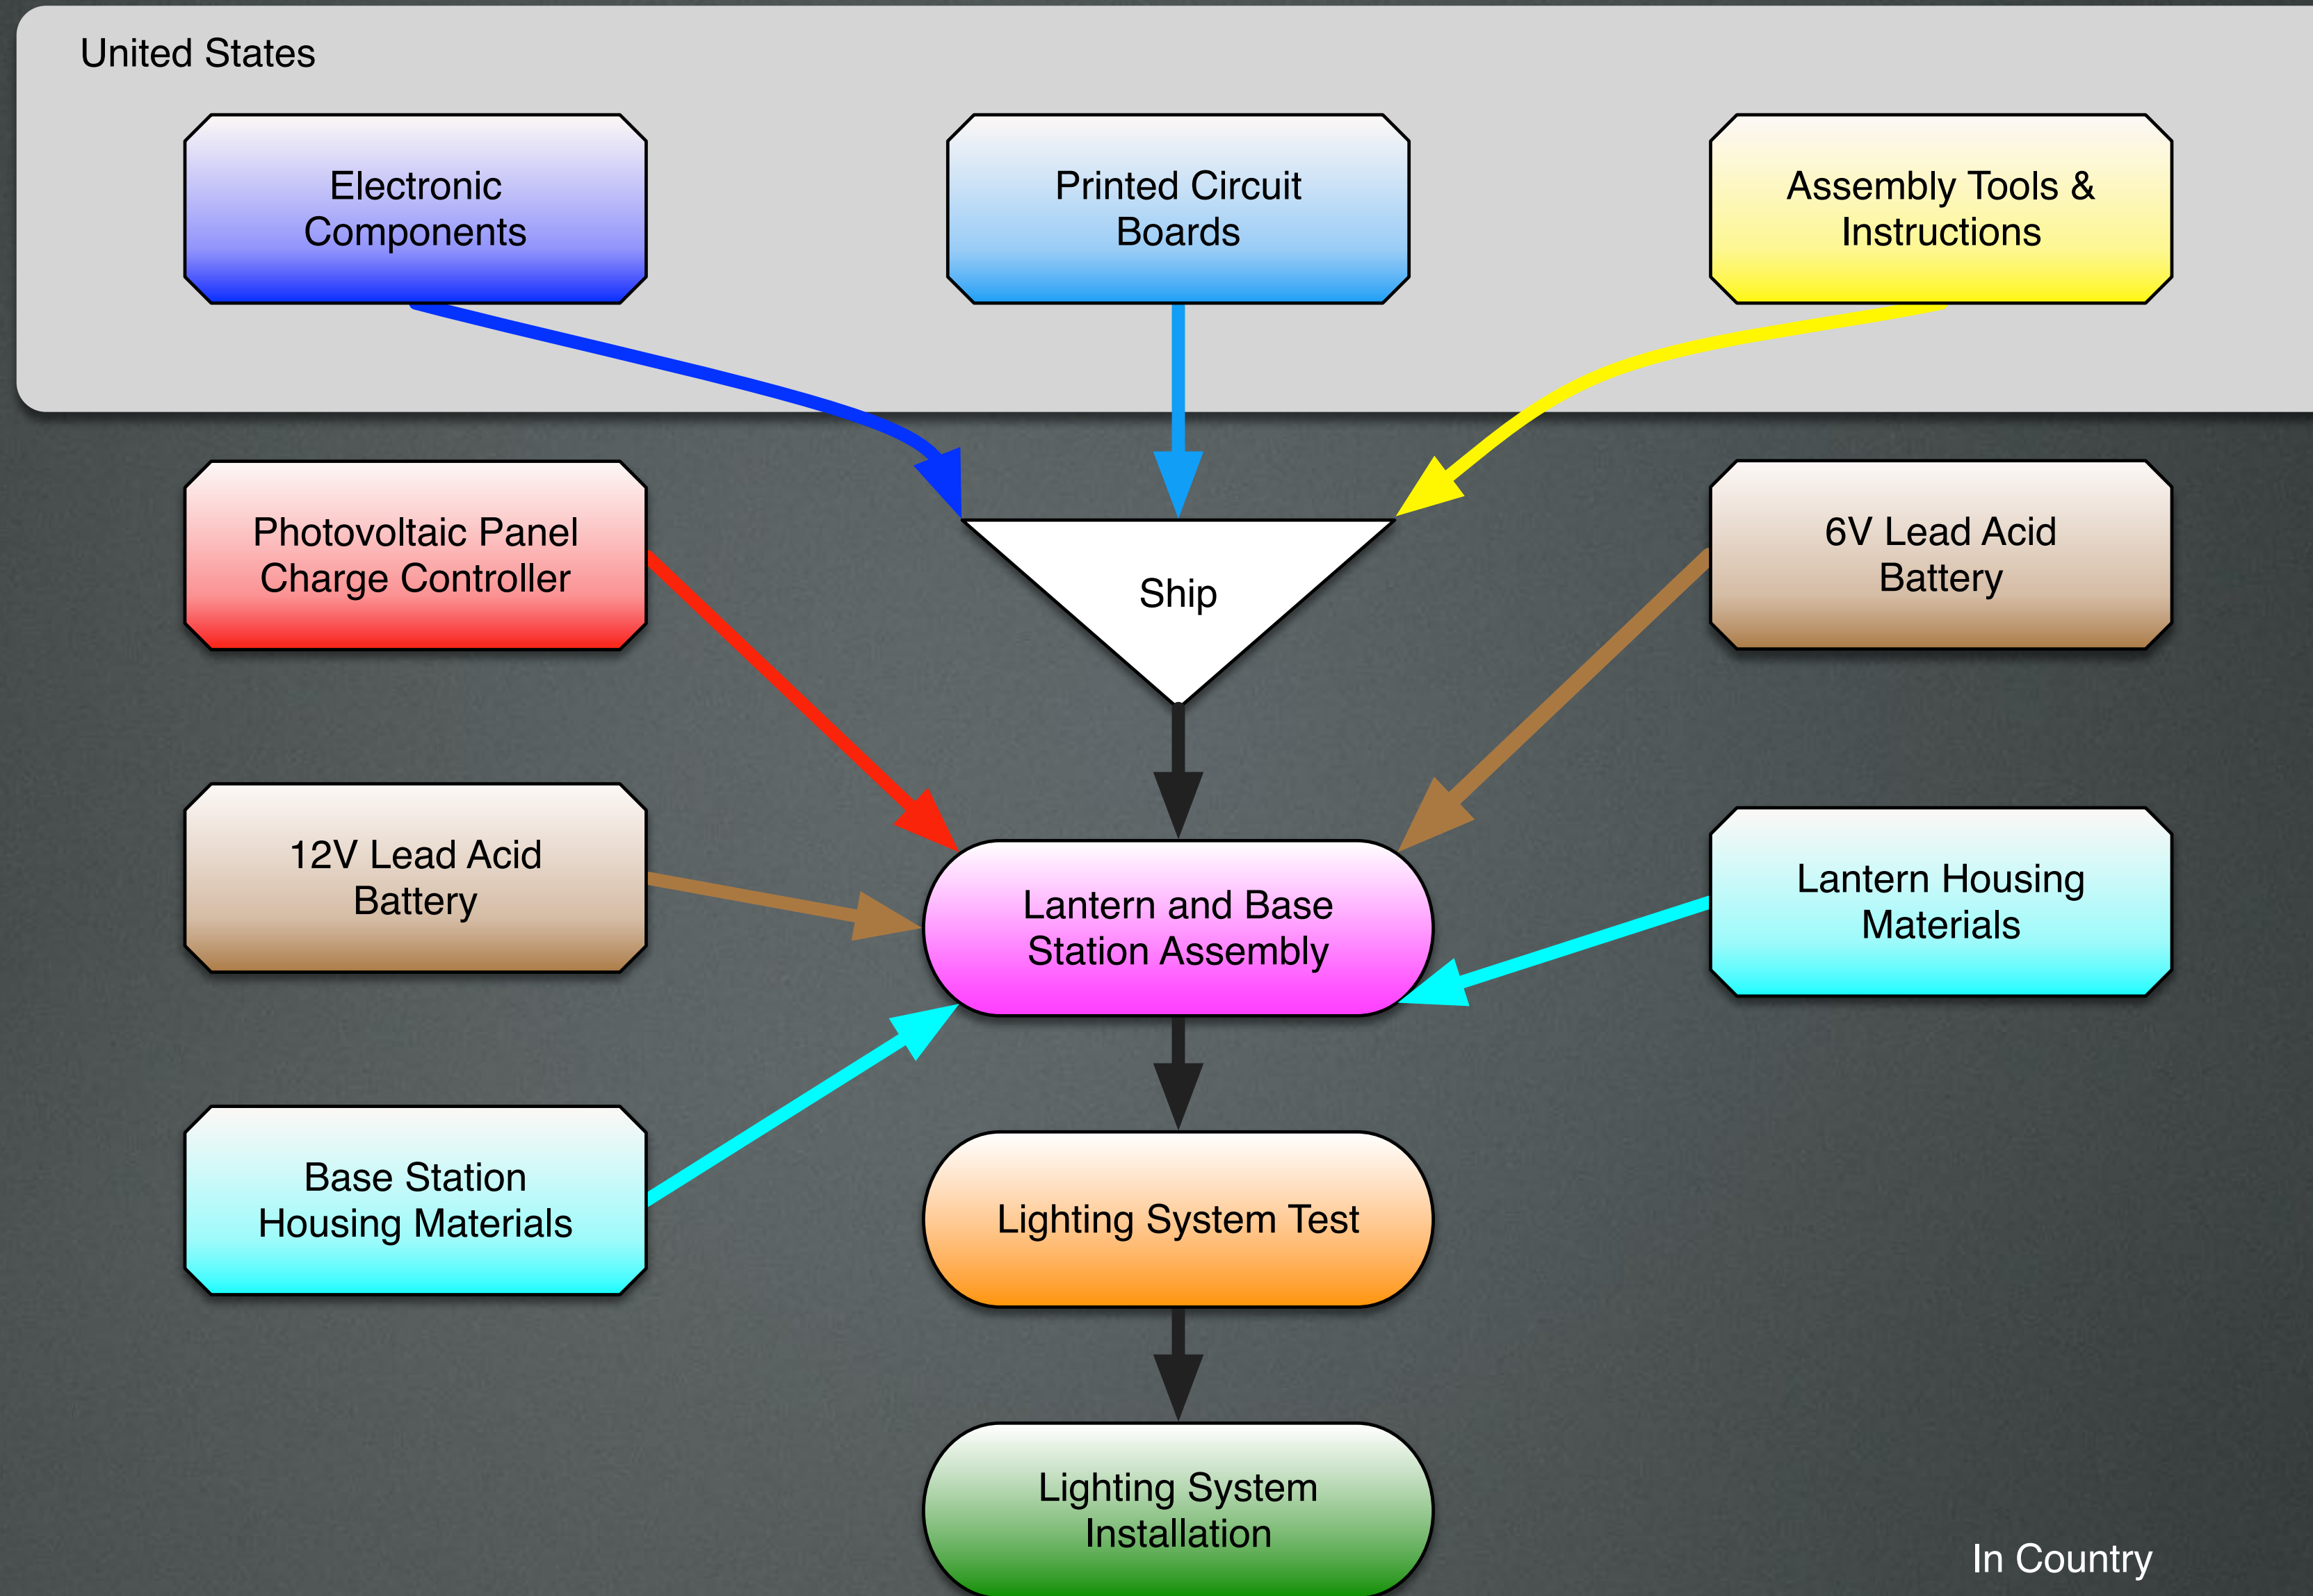 United States
Electronic
Components
Printed Circuit
Boards
Assembly Tools &
Instructions
Photovoltaic Panel
Charge Controller
Ship
6V Lead Acid
Battery
12V Lead Acid
Battery
Lantern and Base
Station Assembly
Lantern Housing
Materials
Base Station
Housing Materials
Lighting System Test
Lighting System
Installation
In Country